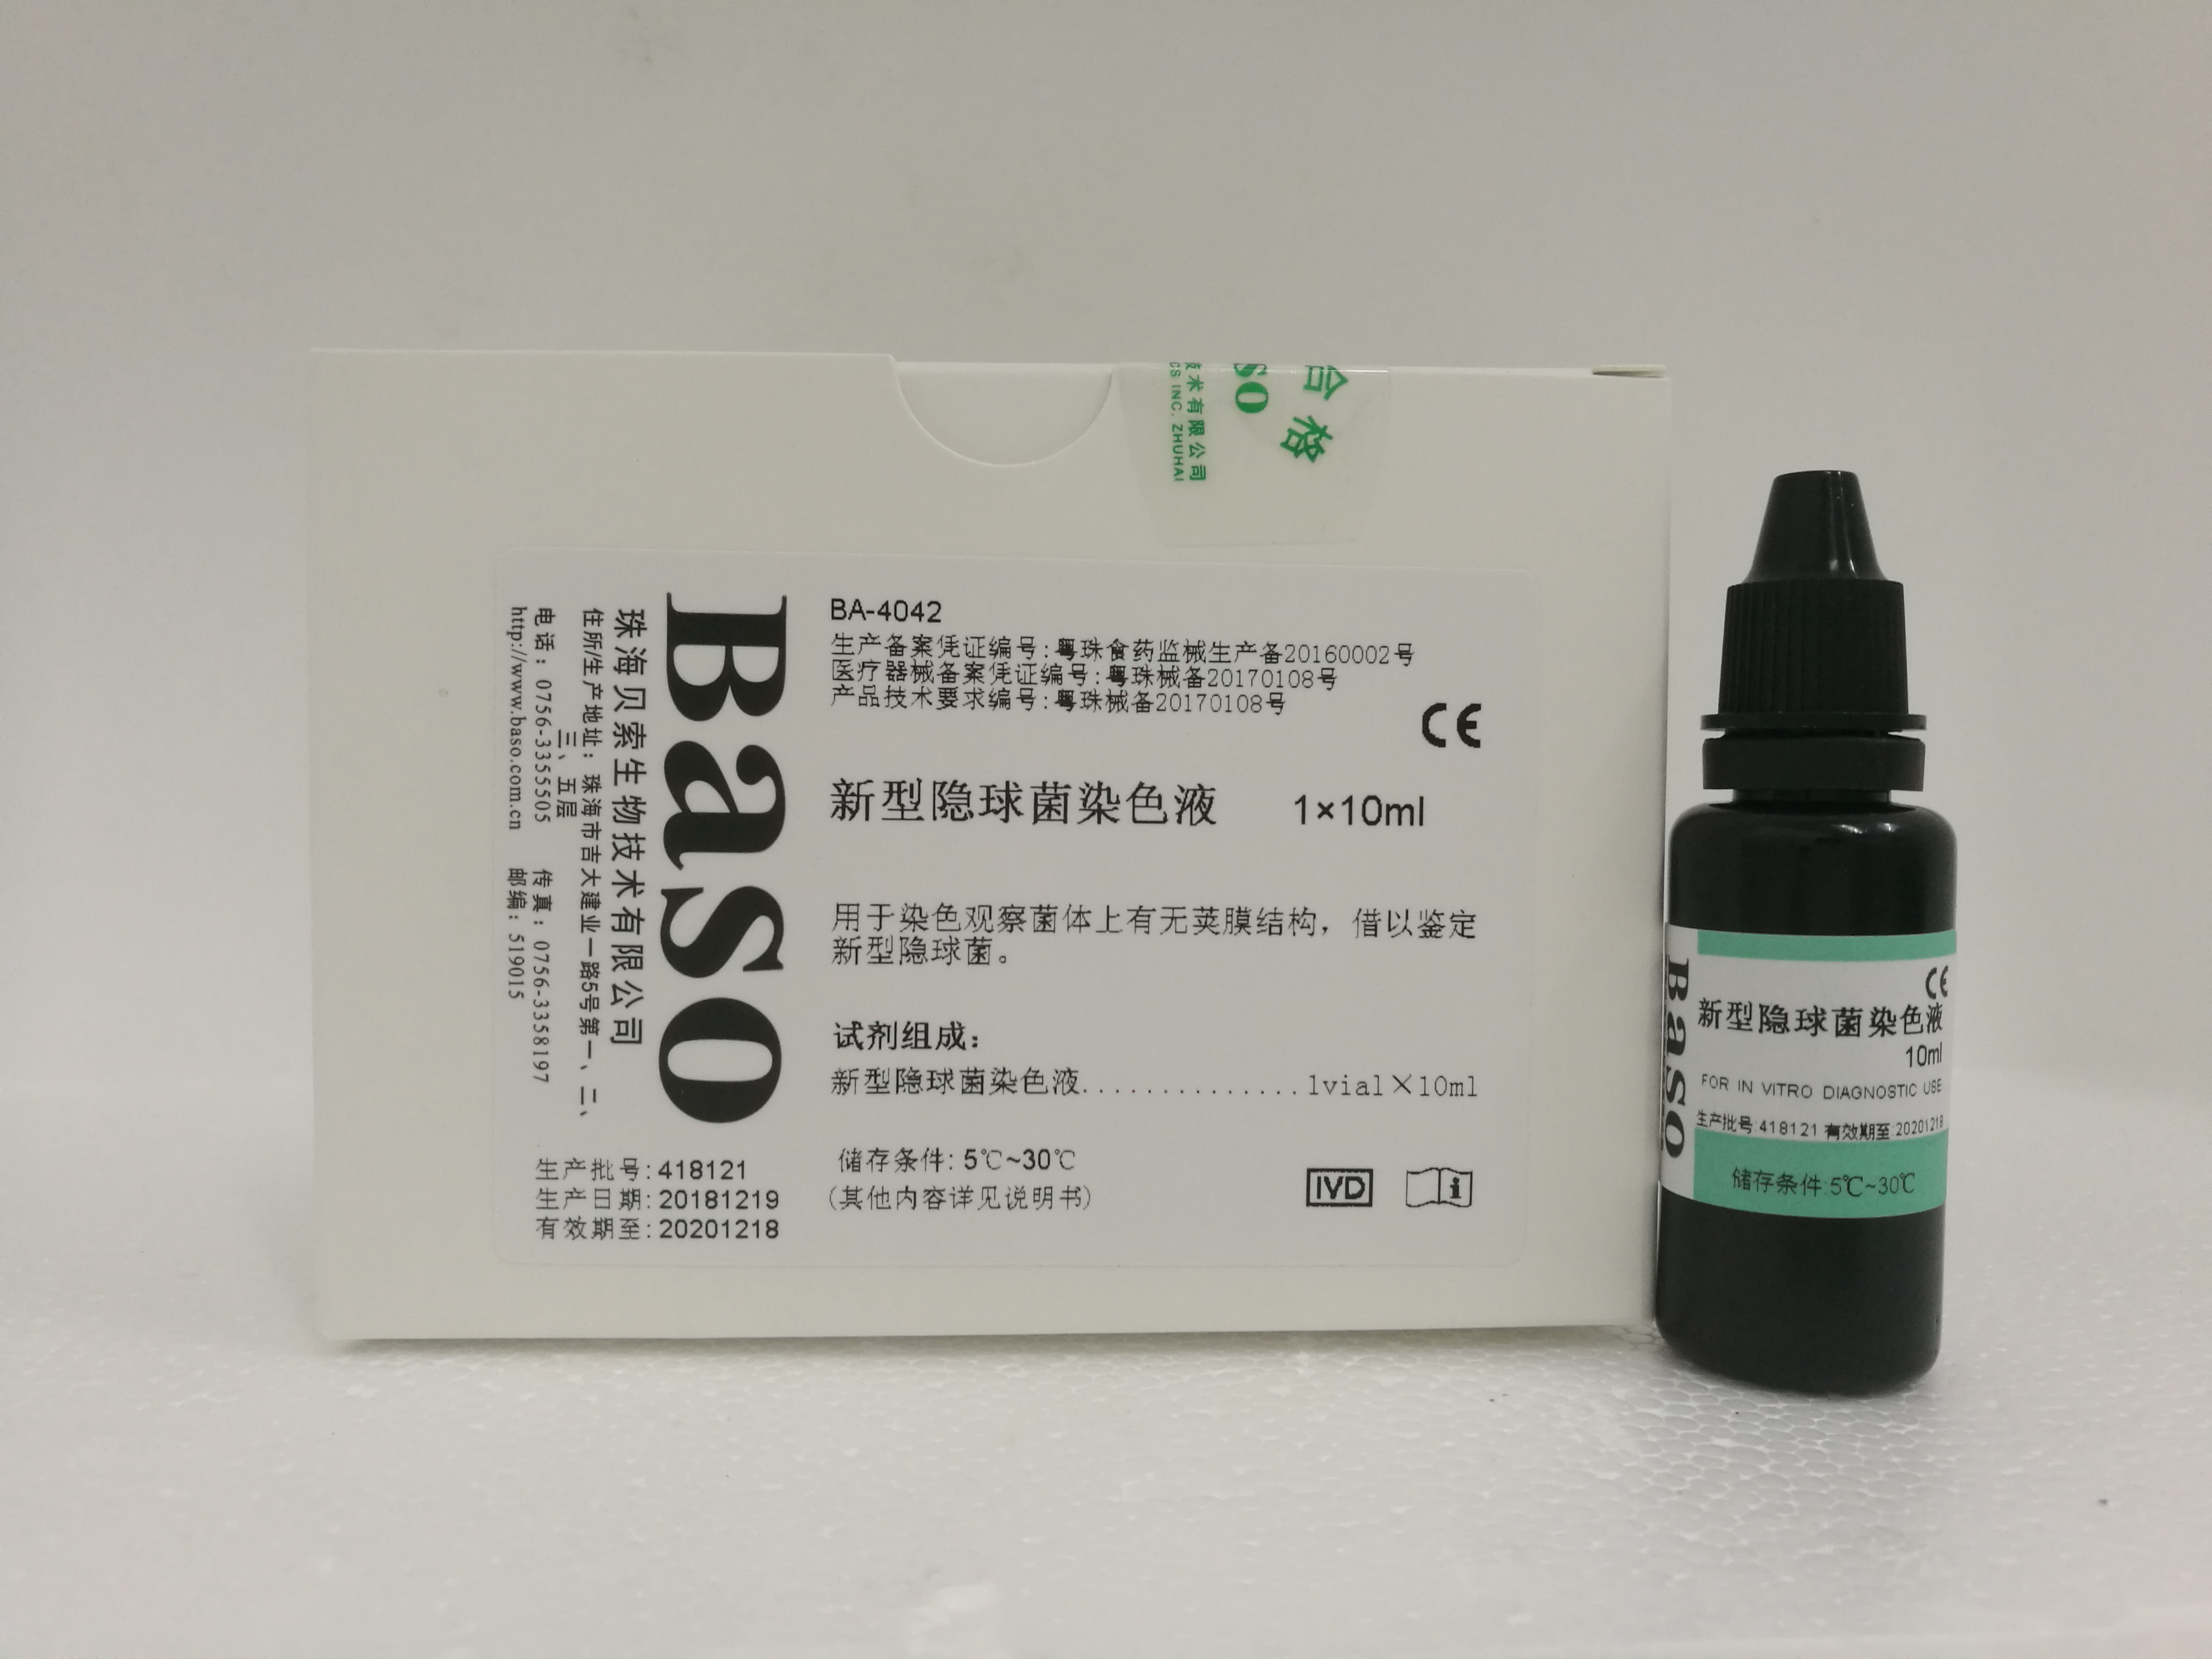 合格
SO
技术有限公司
CS INC. ZHUHAI
BA-4042
生产备案凭证编号:粤珠食药监械生产备20160002号
医疗器械备案凭证编号:粤珠械备20170108号
产品技术要求编号:粤珠械备20170108号
CE
新型隐球菌染色液 1×10ml
用于染色观察菌体上有无荚膜结构，借以鉴定
新型隐球菌。
试剂组成:
新型隐球菌染色液..............1vial×10ml
储存条件: 5℃~30℃
(其他内容详见说明书)
IVD
i
Baso
珠海贝索生物技术有限公司
住所/生产地址: 珠海市吉大建业一路5号第一、二、
三、五层
电话: 0756-3355505 传真: 0756-3358197
http://www.baso.com.cn 邮编: 519015
生产批号: 418121
生产日期: 20181219
有效期至: 20201218
Baso
CE
新型隐球菌染色液
10ml
FOR IN VITRO DIAGNOSTIC USE
生产批号:418121 有效期至:20201218
储存条件:5℃~30℃